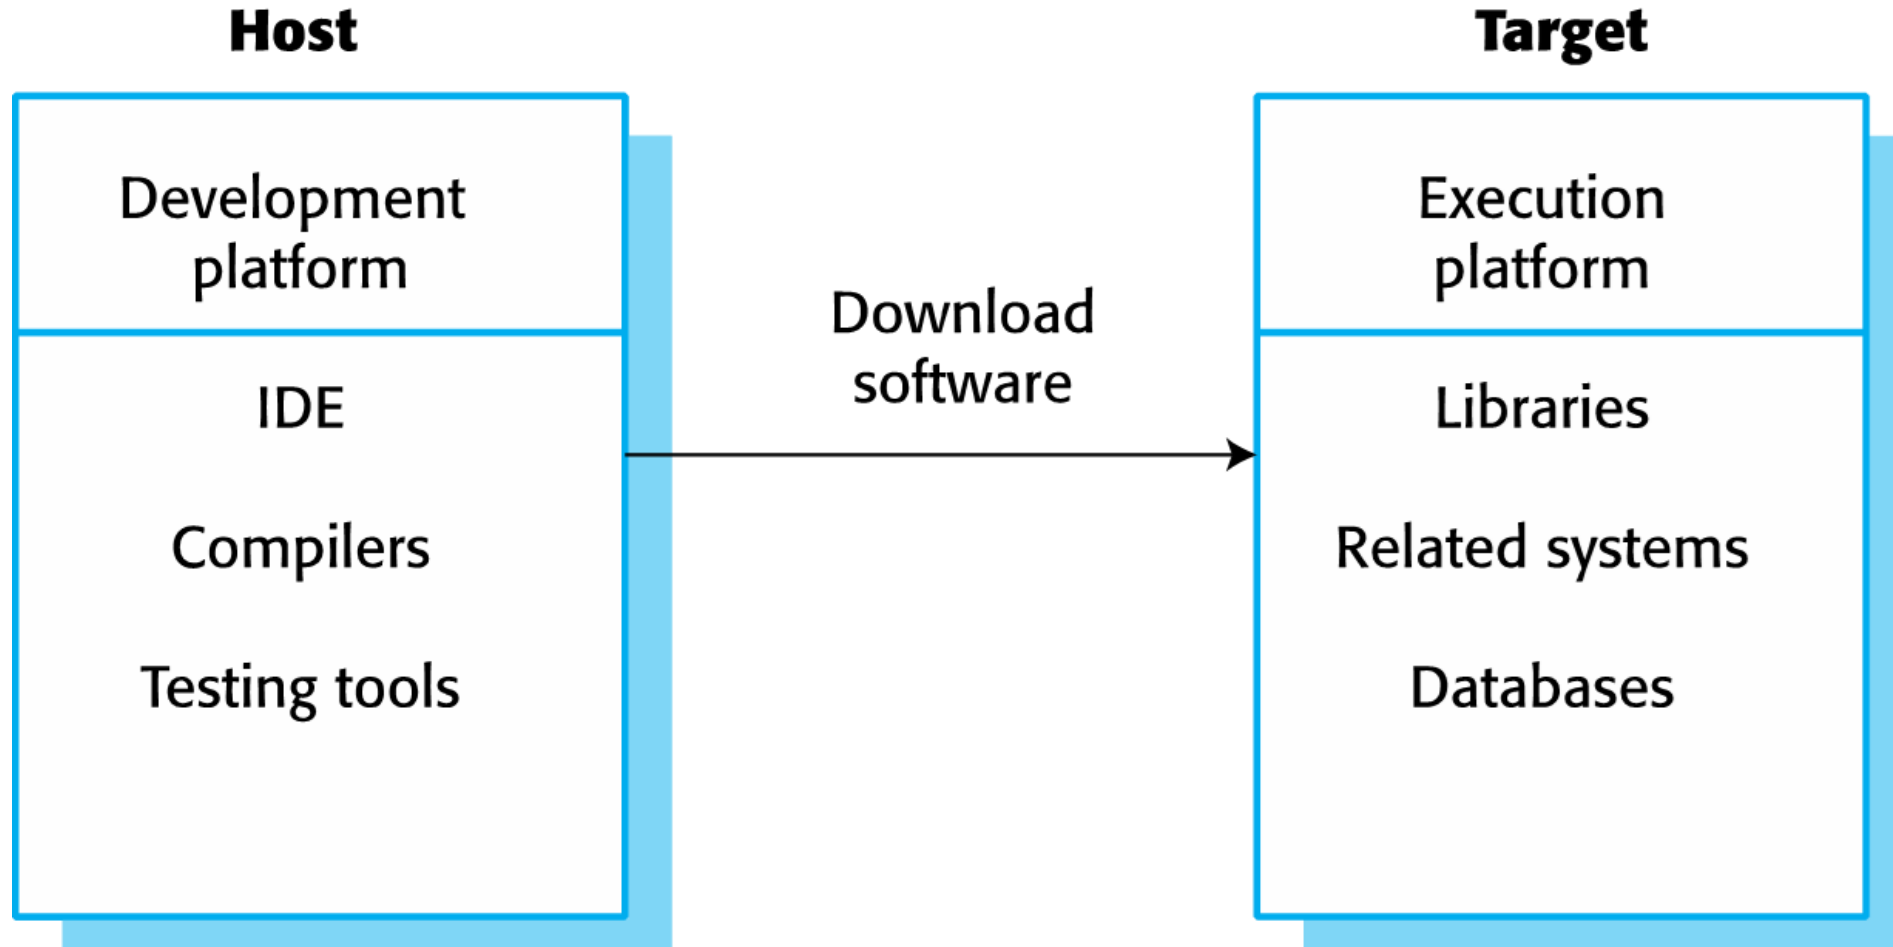 Host
Development
platform
IDE
Compilers
Testing tools
Download
software
Target
Execution
platform
Libraries
Related systems
Databases